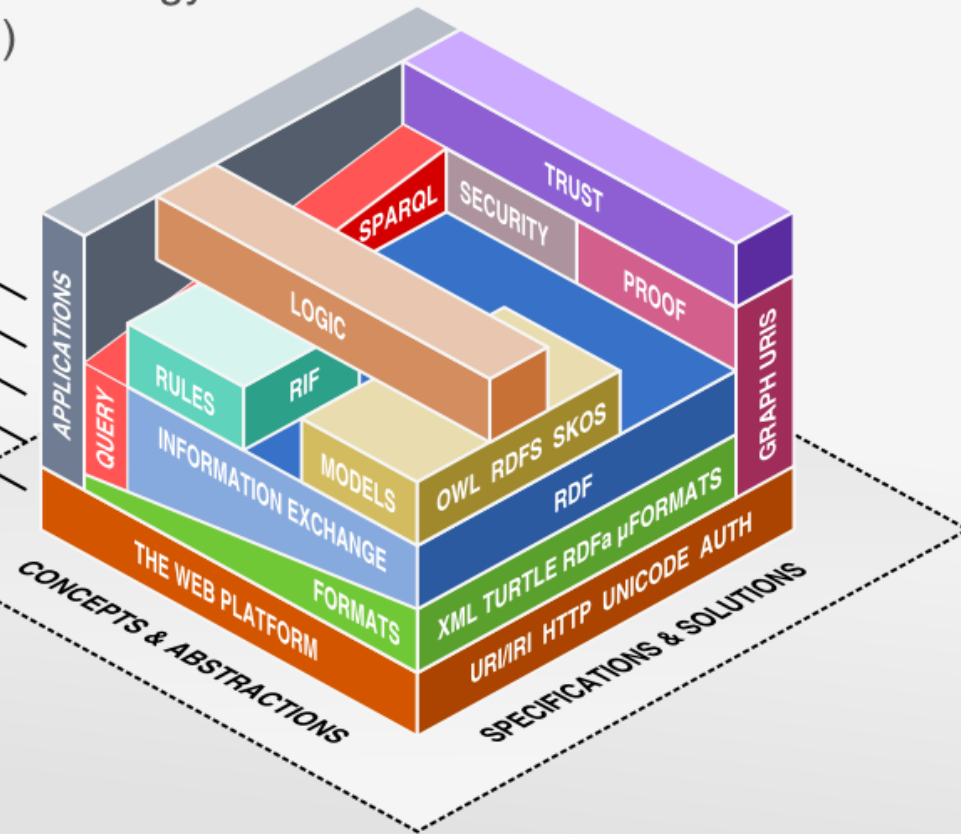 )
TRUST
SECURITY
SPARQL
PROOF
APPLICATIONS
LOGIC
GRAPH URIS
RULES
RIF
QUERY
INFORMATION EXCHANGE
MODELS
OWL RDFS SKOS
RDF
FORMATS
XML TURTLE RDFa µFORMATS
THE WEB PLATFORM
URI/IRI HTTP UNICODE AUTH
CONCEPTS & ABSTRACTIONS
SPECIFICATIONS & SOLUTIONS